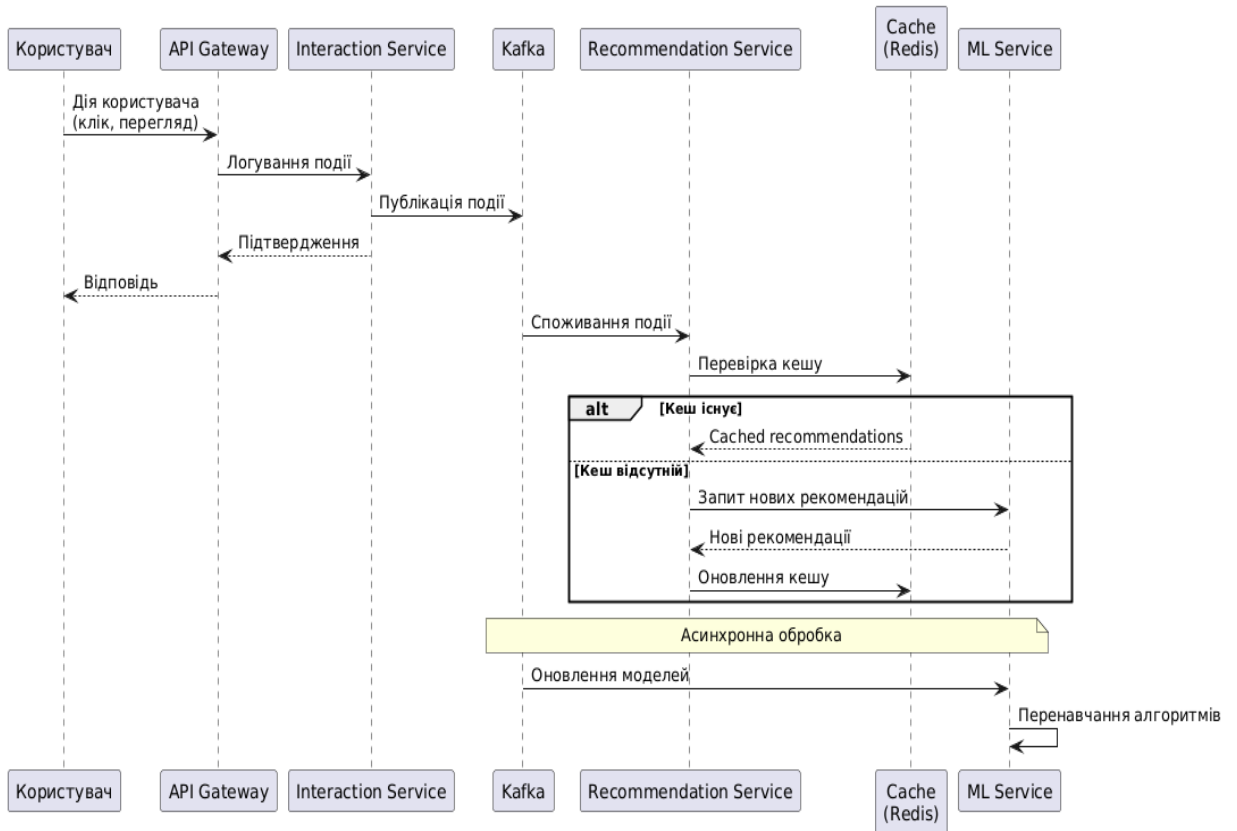 Користувач
API Gateway
Interaction Service
Kafka
Recommendation Service
Cache
(Redis)
ML Service
Дія користувача
(клік, перегляд)
Логування події
Публікація події
Підтвердження
Відповідь
Споживання події
Перевірка кешу
alt
[Кеш існує]
Cached recommendations
[Кеш відсутній]
Запит нових рекомендацій
Нові рекомендації
Оновлення кешу
Асинхронна обробка
Оновлення моделей
Перенавчання алгоритмів
Користувач
API Gateway
Interaction Service
Kafka
Recommendation Service
Cache
(Redis)
ML Service